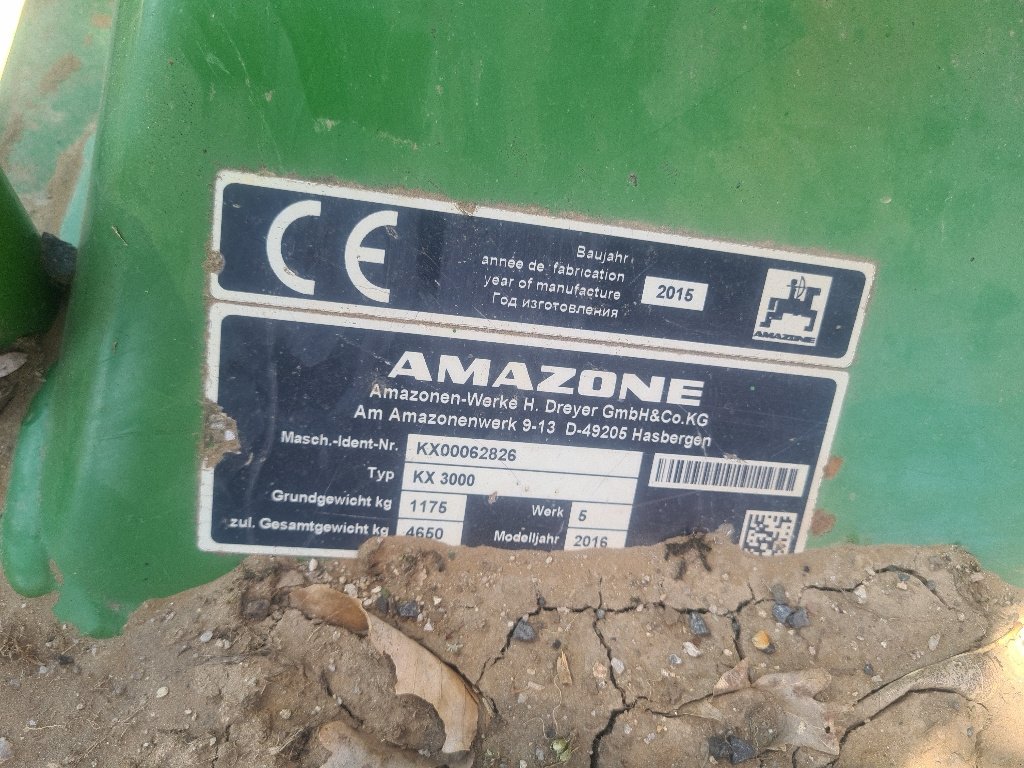 CE
Baujahr
année de fabrication
year of manufacture
Год изготовления
2015
AMAZONE
AMAZONE
Amazonen-Werke H. Dreyer GmbH&Co.KG
Am Amazonenwerk 9-13 D-49205 Hasbergen
Masch.-Ident-Nr. KX00062826
Typ KX 3000
Grundgewicht kg 1175 Werk 5
zul. Gesamtgewicht kg 4650 Modelljahr 2016